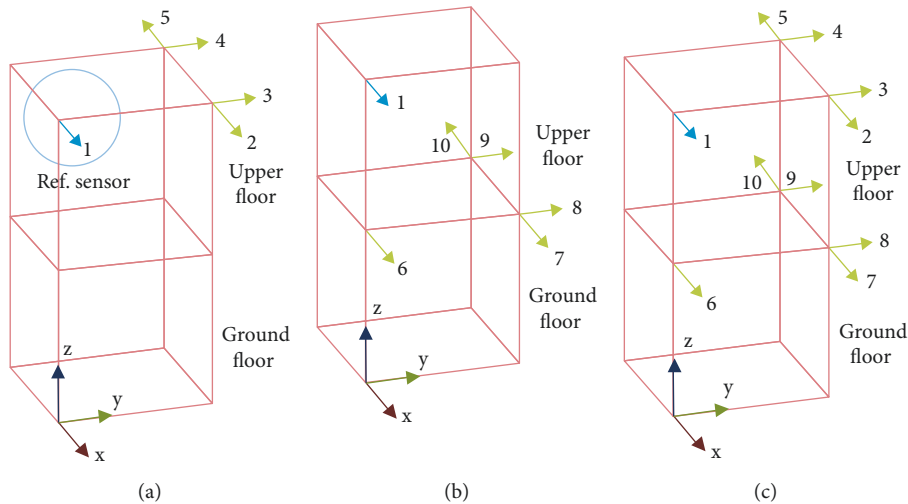 5
4
3
2
1
Ref. sensor
Upper
floor
Ground
floor
z
y
x
(a)
1
10
9
Upper
floor
8
7
6
Ground
floor
z
y
x
(b)
5
4
3
2
1
Upper
floor
10
9
8
7
6
Ground
floor
z
y
x
(c)